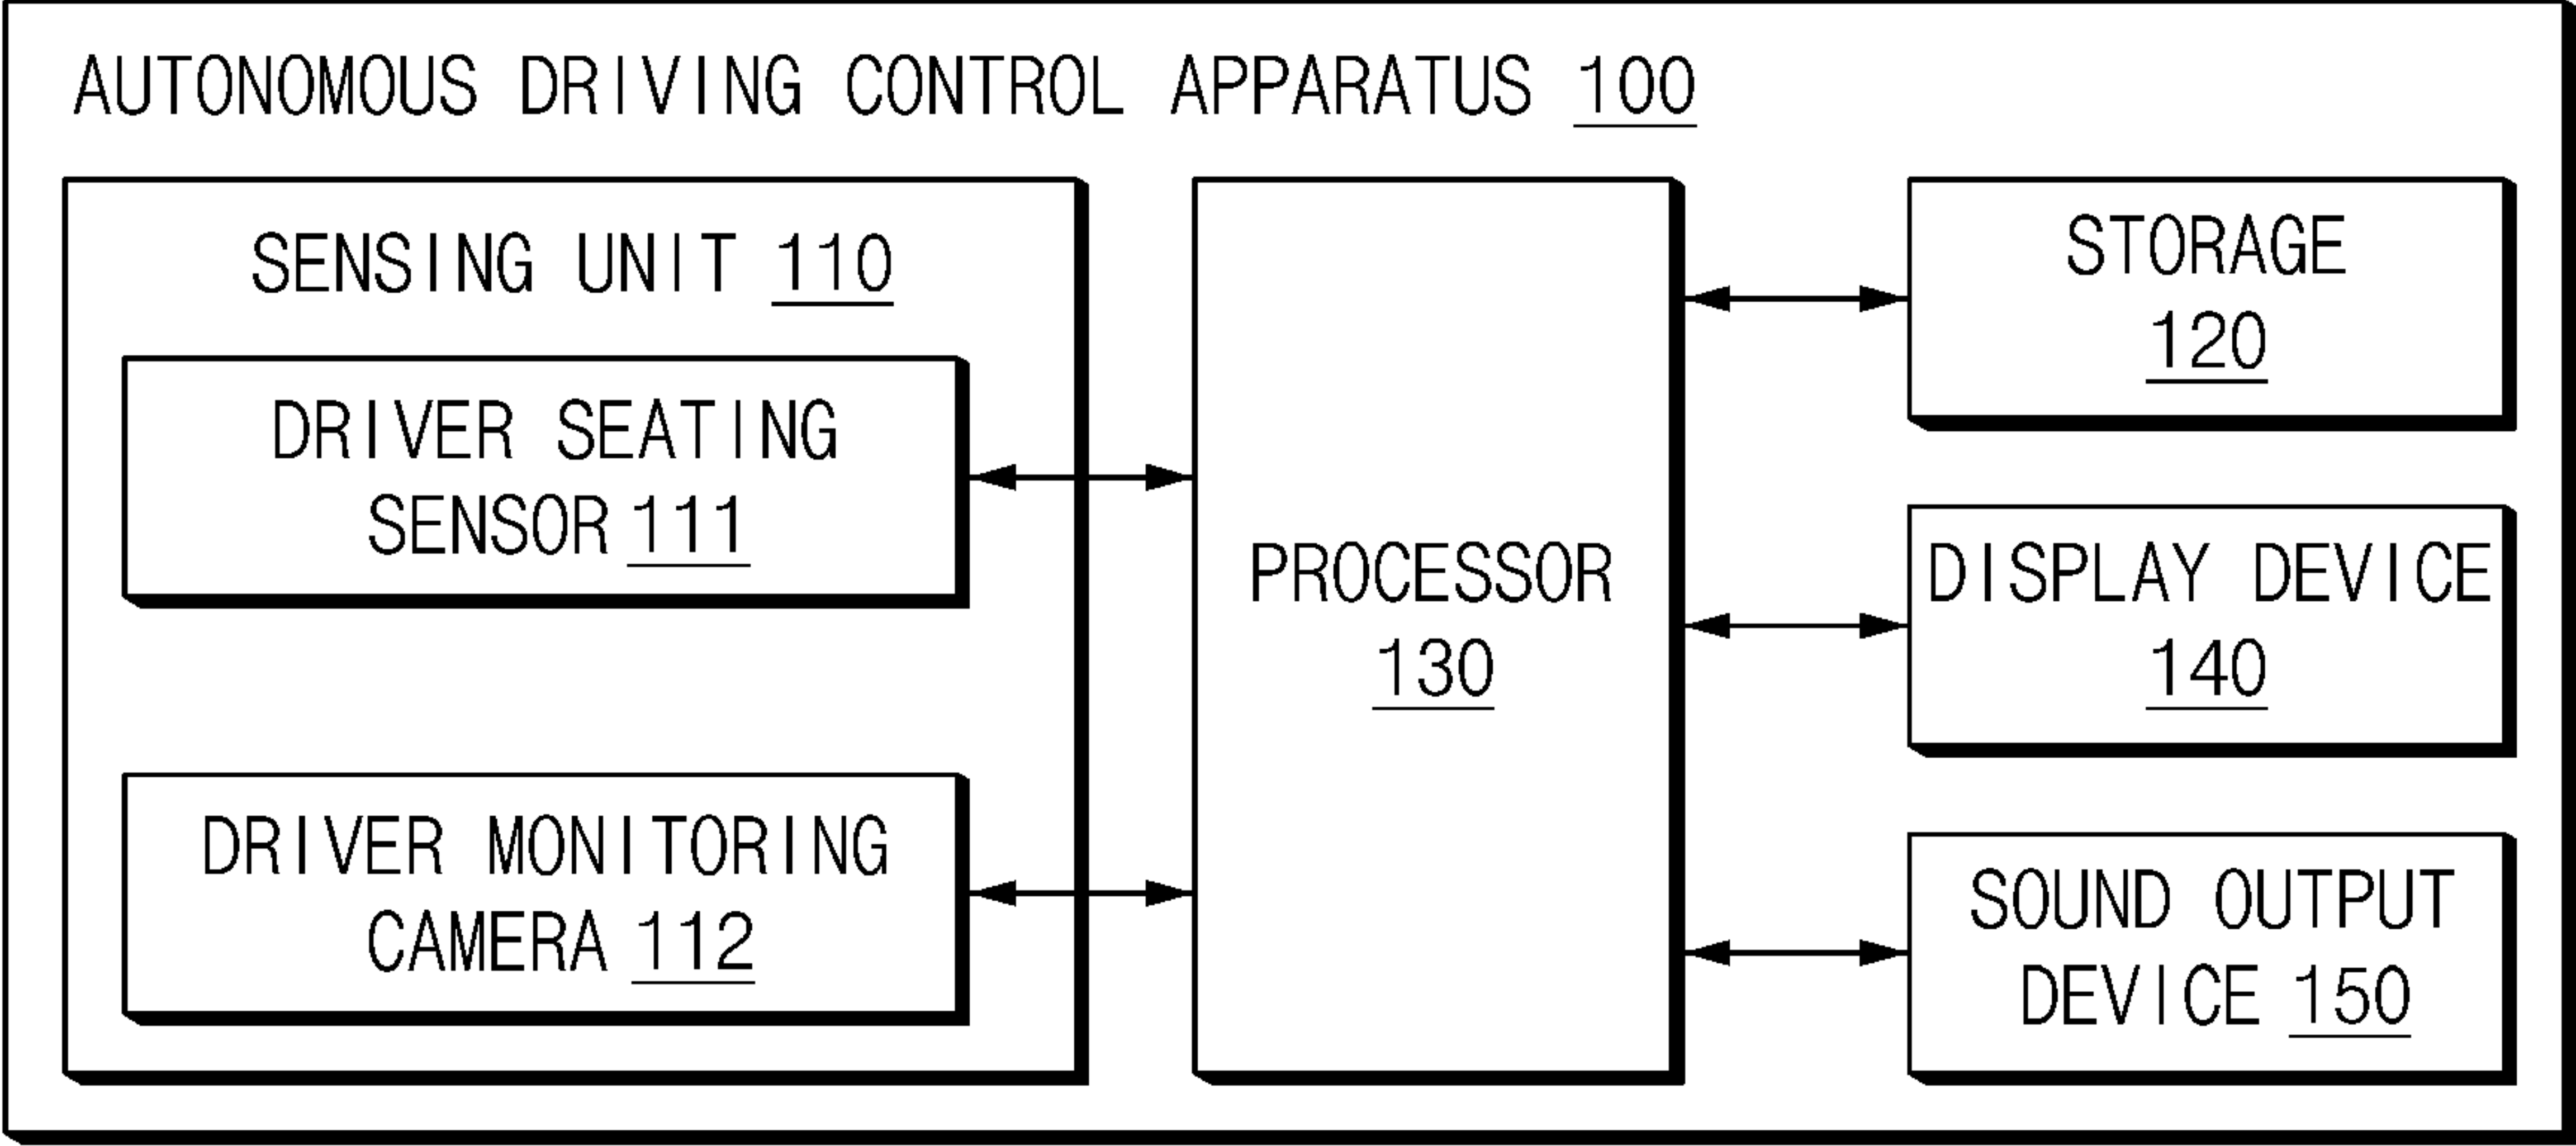 AUTONOMOUS DRIVING CONTROL APPARATUS 100
SENSING UNIT 110
DRIVER SEATING
SENSOR 111
DRIVER MONITORING
CAMERA 112
PROCESSOR
130
STORAGE
120
DISPLAY DEVICE
140
SOUND OUTPUT
DEVICE 150